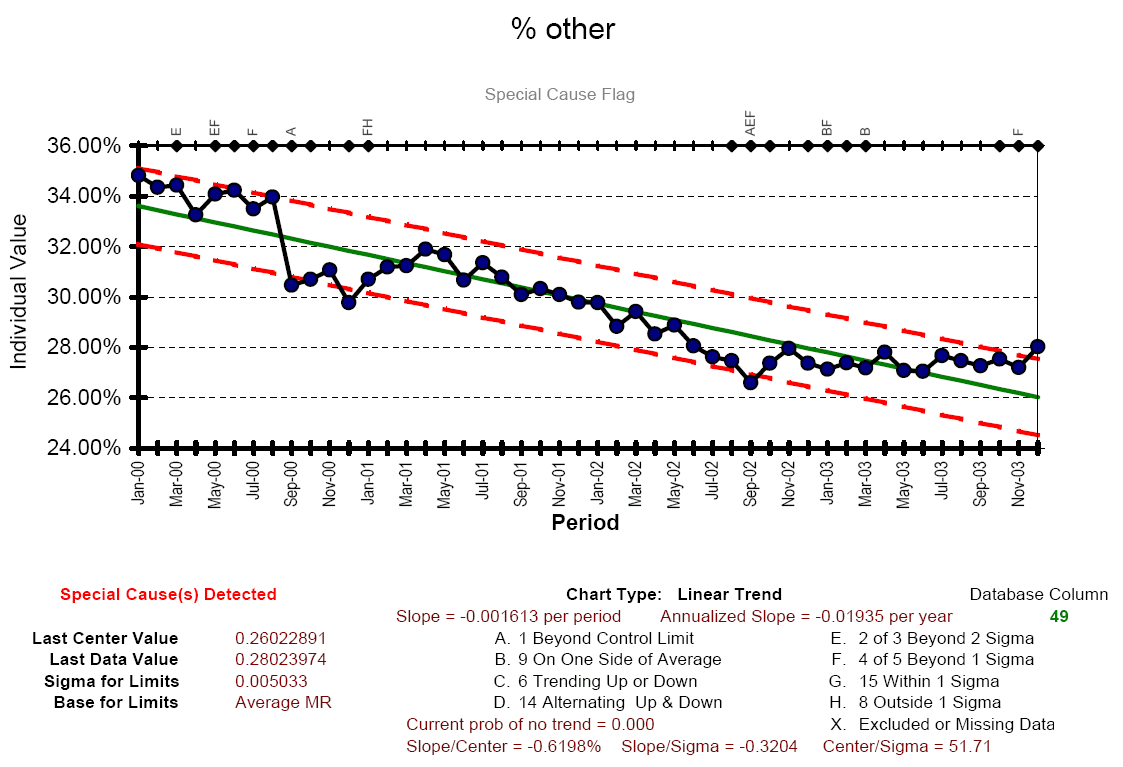 % other
Special Cause Flag
E EF F A FH AEF BF B F
36.00%
34.00%
32.00%
30.00%
28.00%
26.00%
24.00%
Individual Value
Jan-00 Mar-00 May-00 Jul-00 Sep-00 Nov-00 Jan-01 Mar-01 May-01 Jul-01 Sep-01 Nov-01 Jan-02 Mar-02 May-02 Jul-02 Sep-02 Nov-02 Jan-03 Mar-03 May-03 Jul-03 Sep-03 Nov-03
Period
Special Cause(s) Detected
Chart Type: Linear Trend
Database Column
Slope = -0.001613 per period Annualized Slope = -0.01935 per year
49
Last Center Value 0.26022891
Last Data Value 0.28023974
Sigma for Limits 0.005033
Base for Limits Average MR
A. 1 Beyond Control Limit
B. 9 On One Side of Average
C. 6 Trending Up or Down
D. 14 Alternating Up & Down
E. 2 of 3 Beyond 2 Sigma
F. 4 of 5 Beyond 1 Sigma
G. 15 Within 1 Sigma
H. 8 Outside 1 Sigma
X. Excluded or Missing Data
Current prob of no trend = 0.000
Slope/Center = -0.6198% Slope/Sigma = -0.3204 Center/Sigma = 51.71